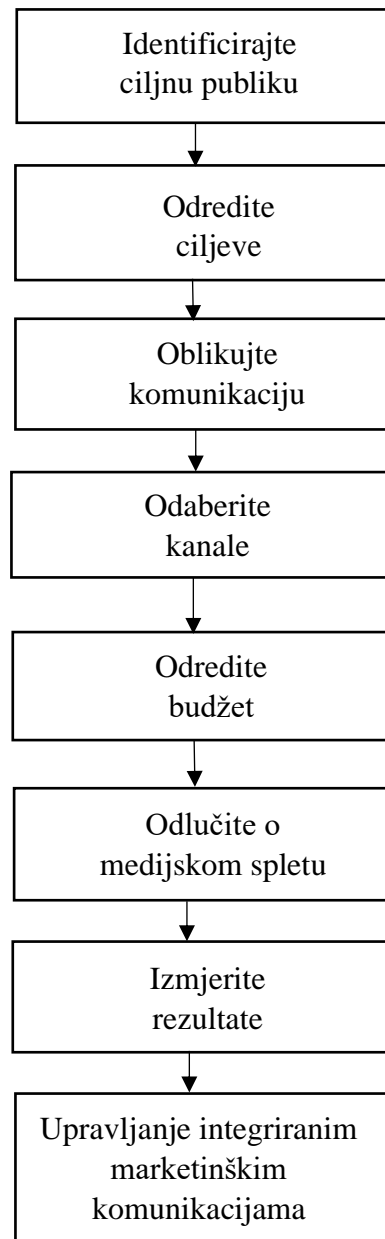 Identificirajte
ciljnu publiku
Odredite
ciljeve
Oblikujte
komunikaciju
Odaberite
kanale
Odredite
budžet
Odlučite o
medijskom spletu
Izmjerite
rezultate
Upravljanje integriranim
marketinškim
komunikacijama